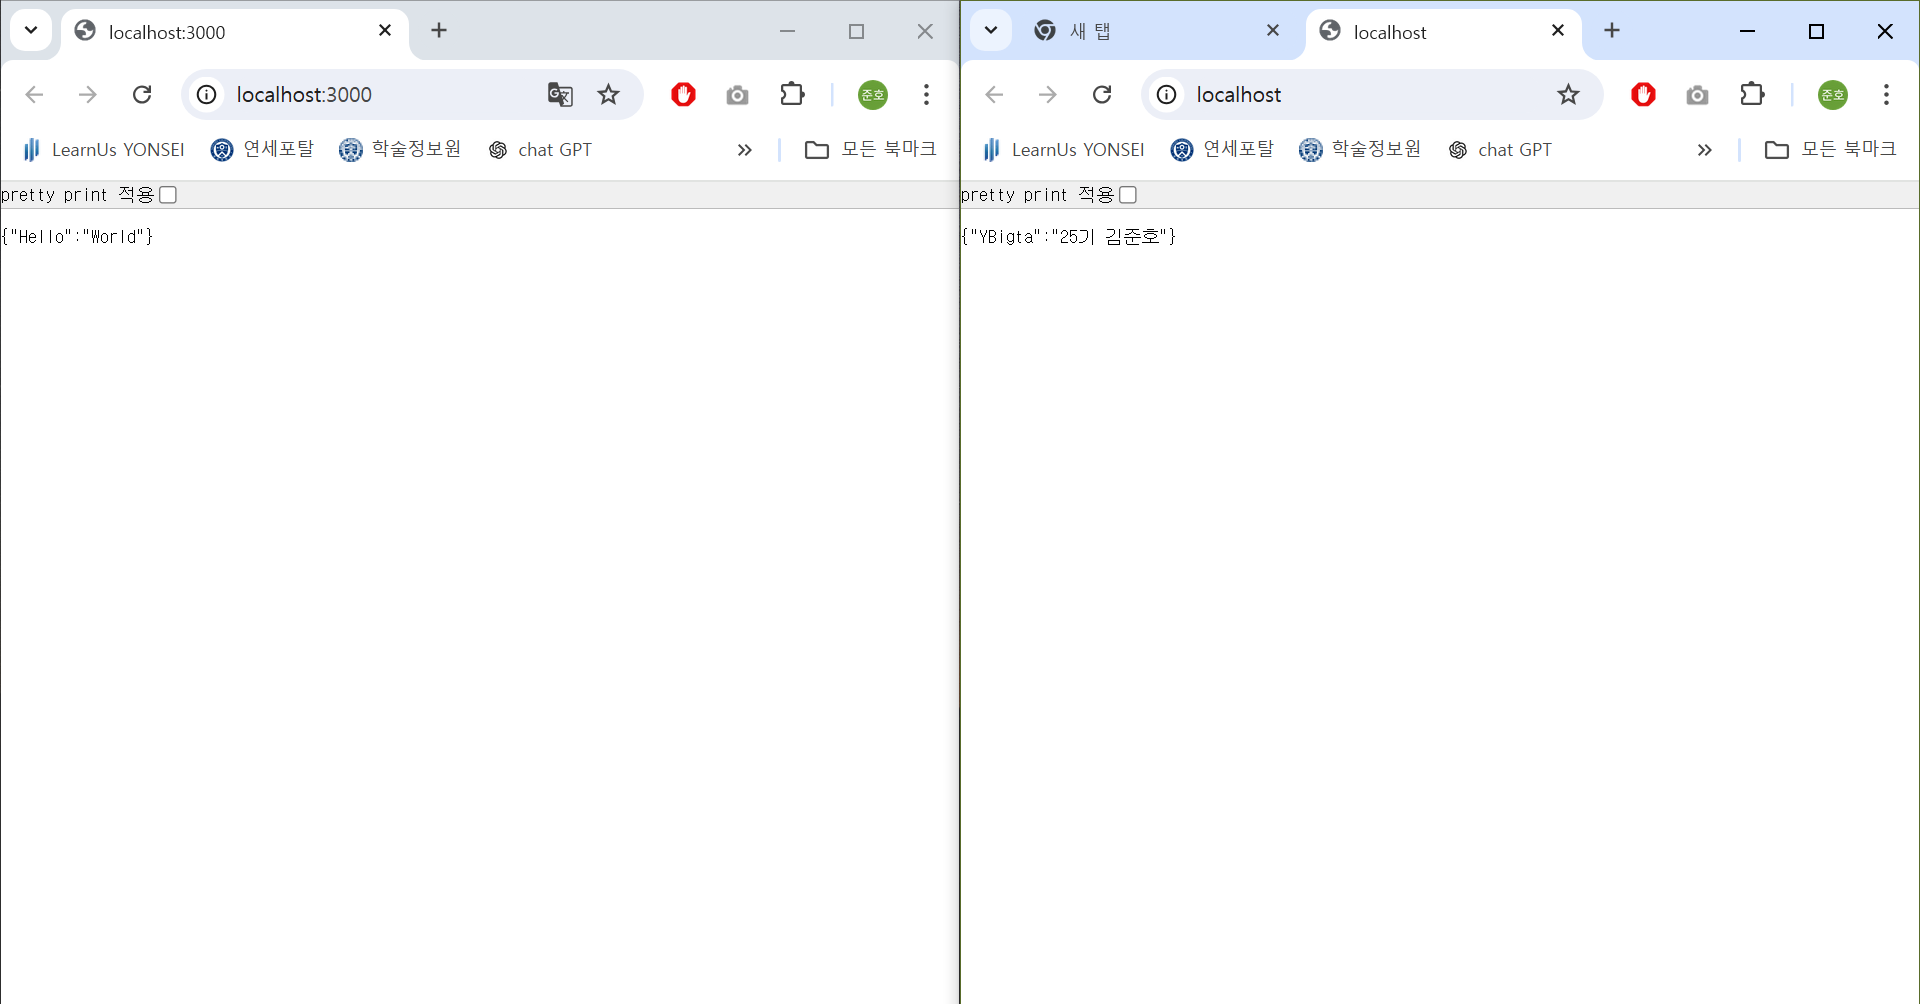 localhost:3000
localhost:3000
준호
LearnUs YONSEI 연세포탈 학술정보원 chat GPT 모든 북마크
pretty print 적용
{"Hello":"World"}
새 탭 localhost
localhost
준호
LearnUs YONSEI 연세포탈 학술정보원 chat GPT 모든 북마크
pretty print 적용
{"YBigta":"25기 김준호"}